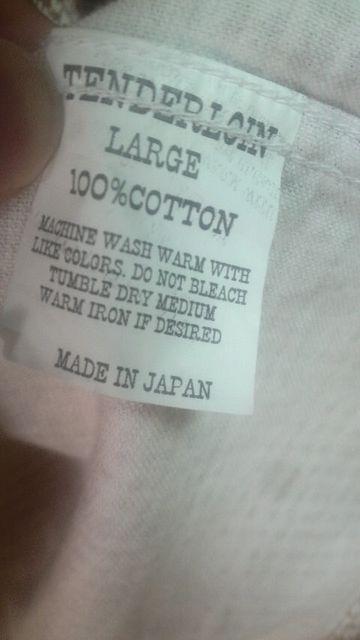 TENDERLOIN
LARGE
100%COTTON
MACHINE WASH WARM WITH
LIKE COLORS. DO NOT BLEACH
TUMBLE DRY MEDIUM
WARM IRON IF DESIRED
MADE IN JAPAN